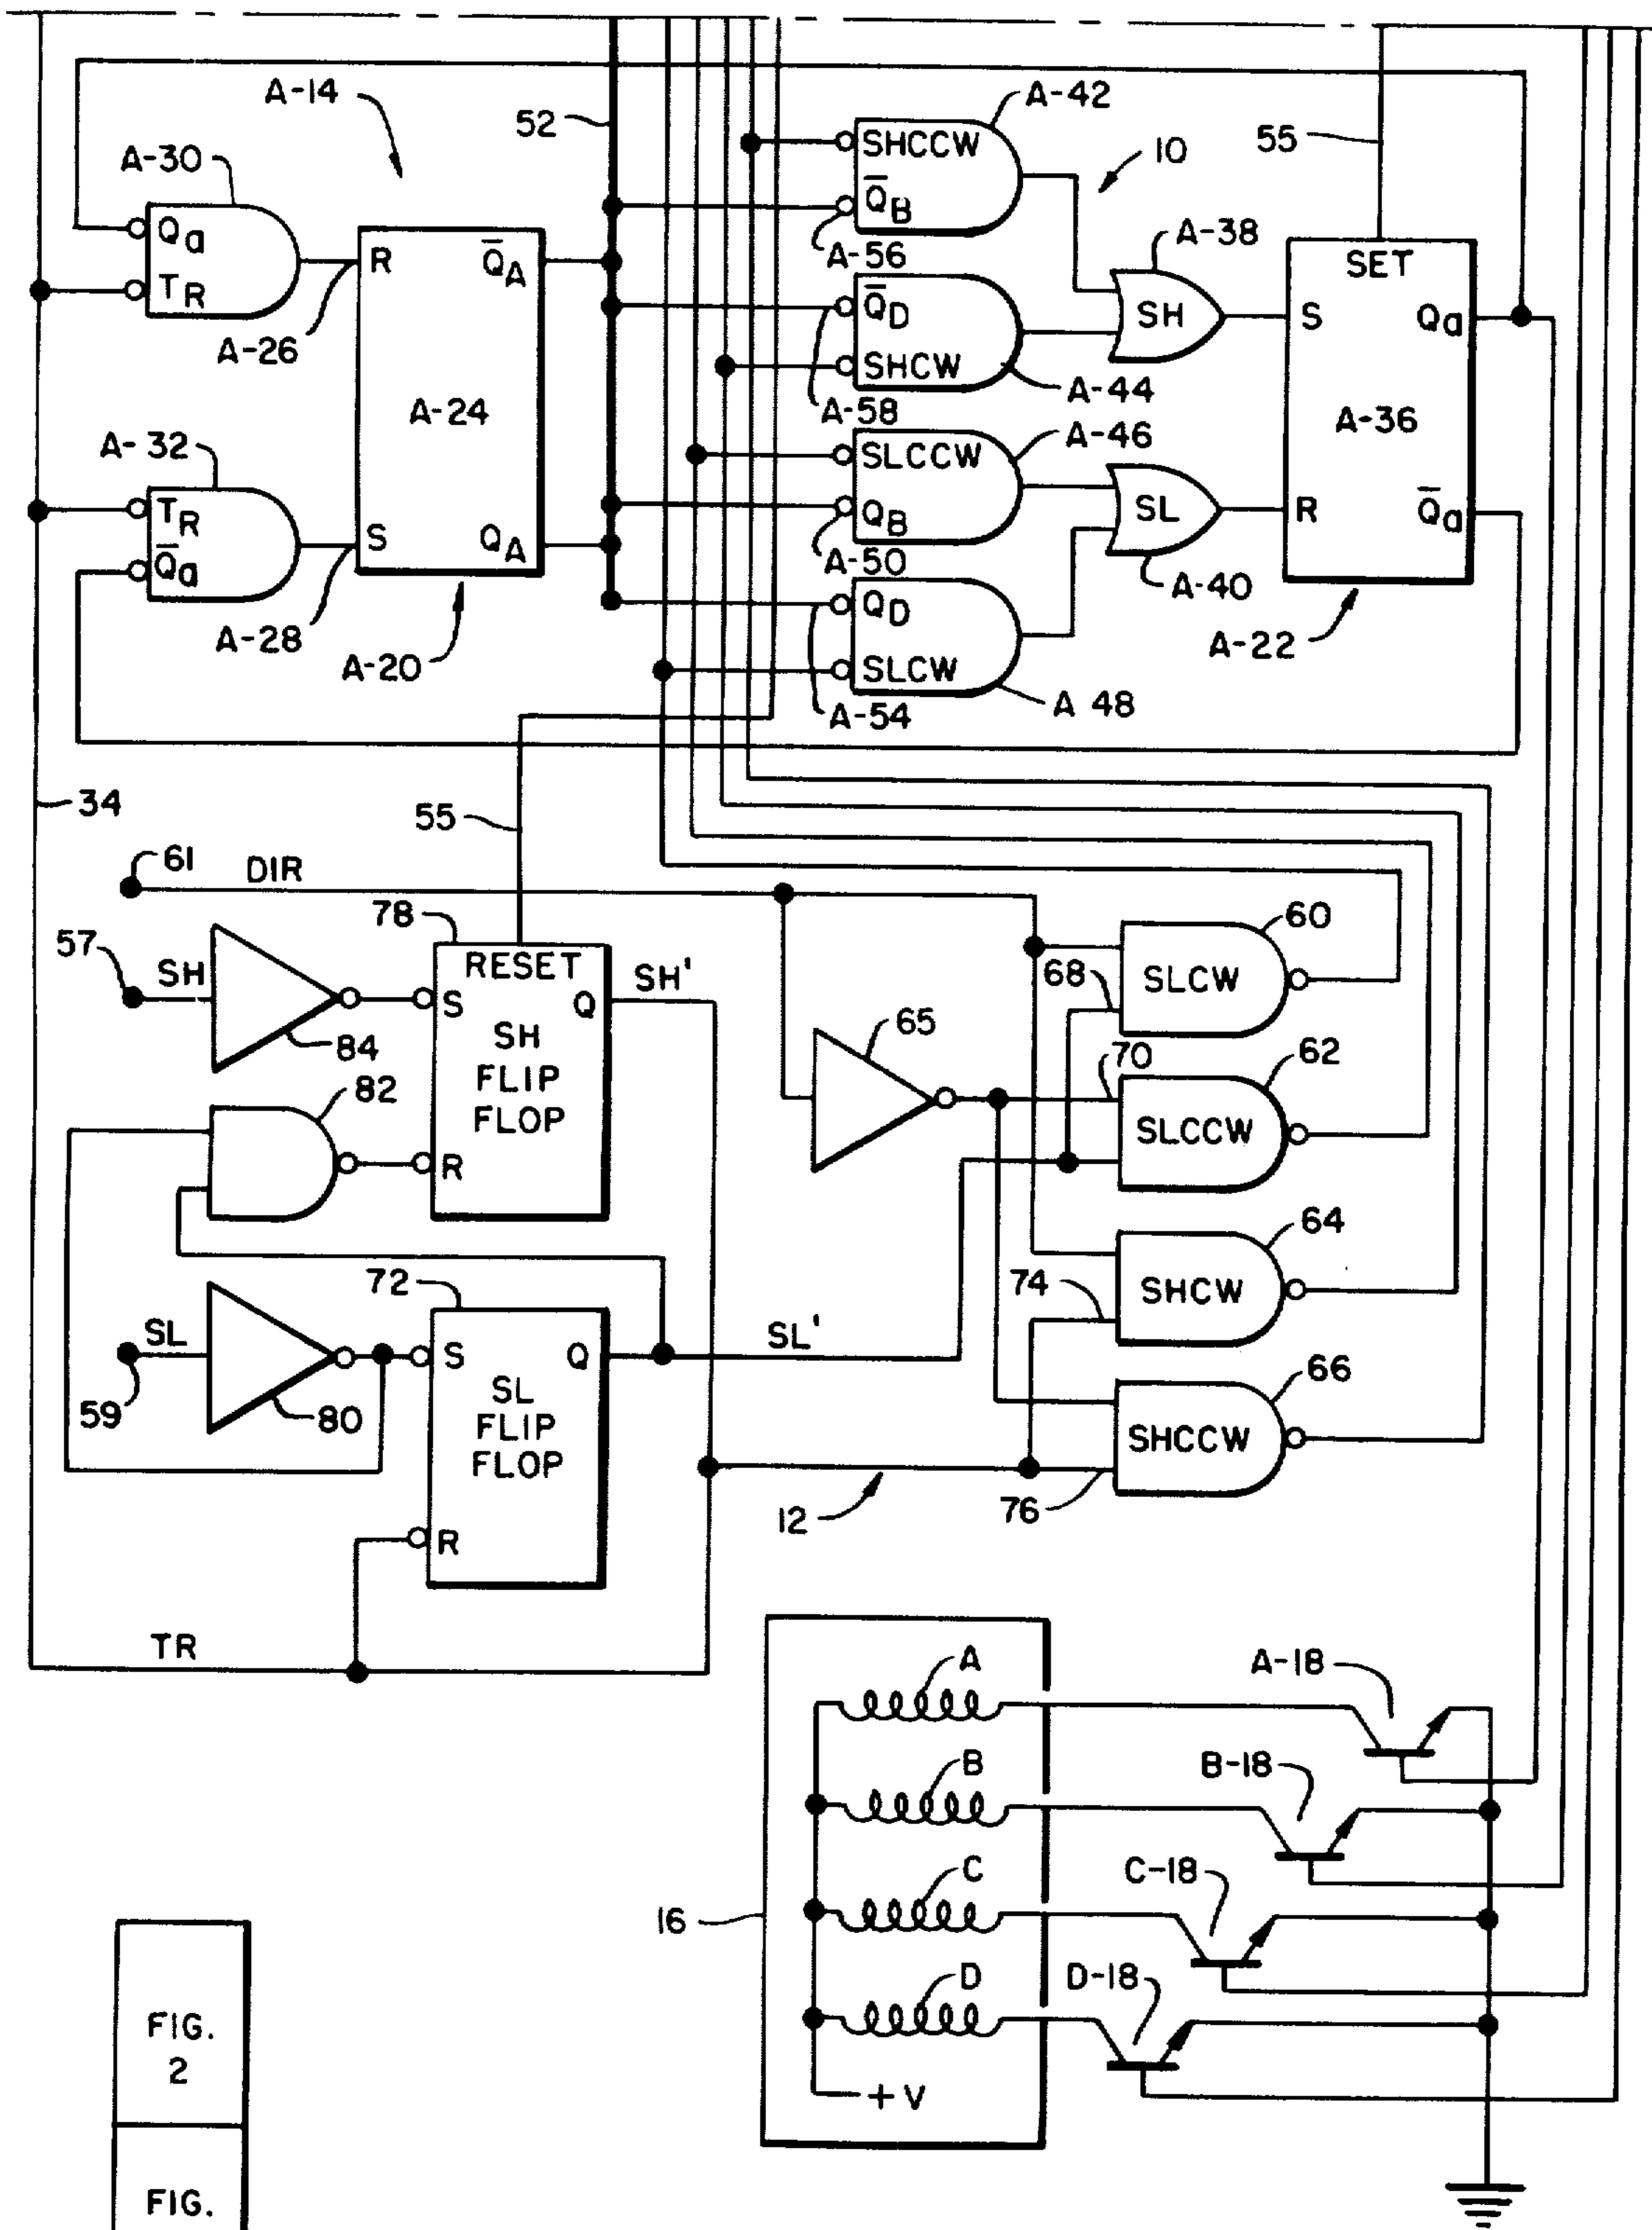 A-14
52
A-42
10
55
A-30
Qa
TR
A-26
R
Q̅A
A-24
S
QA
A-32
TR
Q̅a
A-28
A-20
SHCCW
Q̅B
A-56
Q̅D
SHCW
A-58
A-44
SLCCW
QB
A-50
A-46
QD
SLCW
A-54
A 48
A-38
SH
SL
A-40
SET
S
Qa
A-36
R
Q̅a
A-22
34
55
61
DIR
78
57
SH
84
RESET
S
Q
SH
FLIP
FLOP
R
SH'
82
65
68
60
SLCW
70
62
SLCCW
64
74
SHCW
66
SHCCW
76
12
72
SL
59
80
S
Q
SL
FLIP
FLOP
R
SL'
TR
16
A
B
C
D
+V
A-18
B-18
C-18
D-18
FIG.
2
FIG.